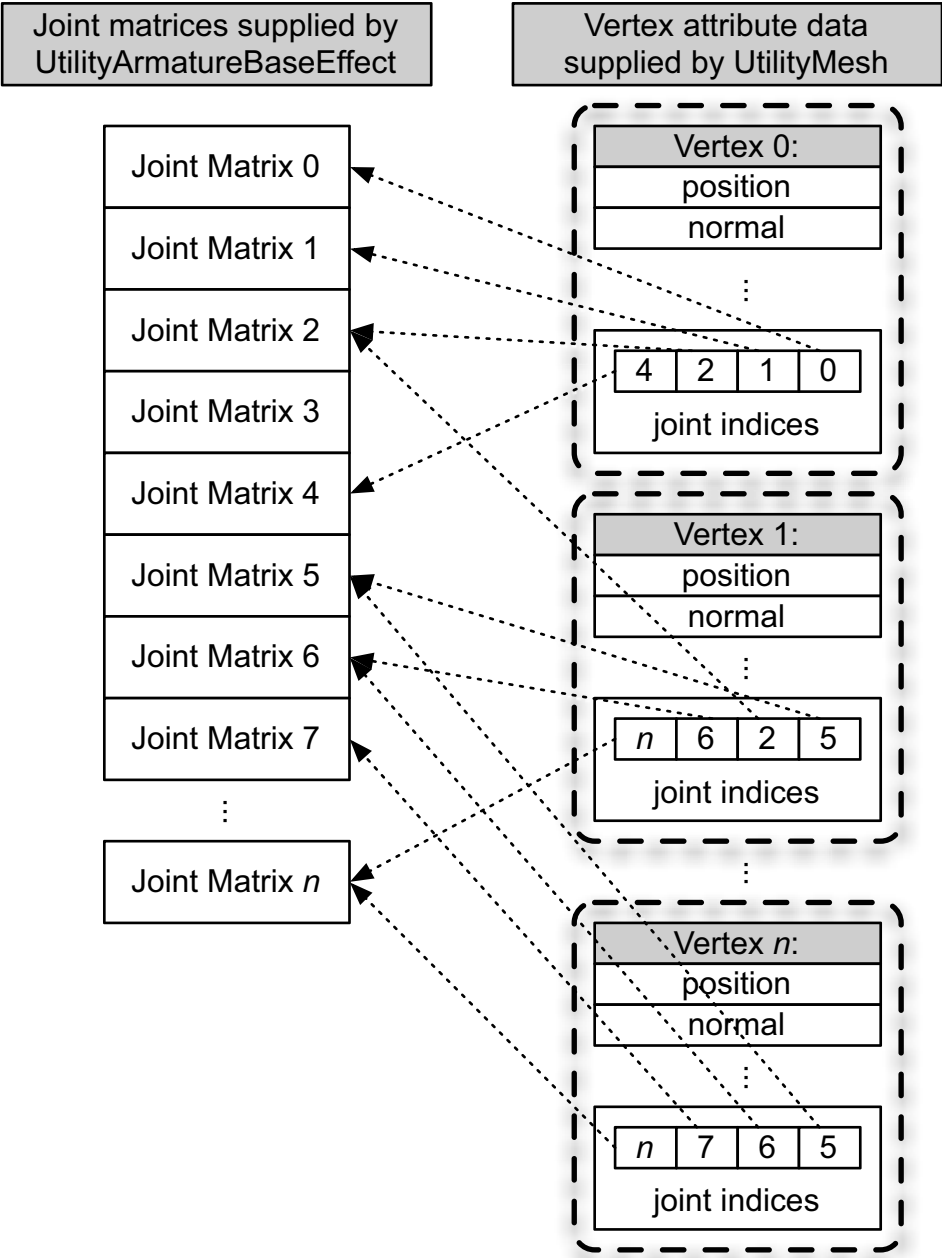 Joint matrices supplied by
UtilityArmatureBaseEffect
Joint Matrix 0
Joint Matrix 1
Joint Matrix 2
Joint Matrix 3
Joint Matrix 4
Joint Matrix 5
Joint Matrix 6
Joint Matrix 7
...
Joint Matrix n
Vertex attribute data
supplied by UtilityMesh
Vertex 0:
position
normal
...
4 2 1 0
joint indices
Vertex 1:
position
normal
...
n 6 2 5
joint indices
...
Vertex n:
position
normal
...
n 7 6 5
joint indices